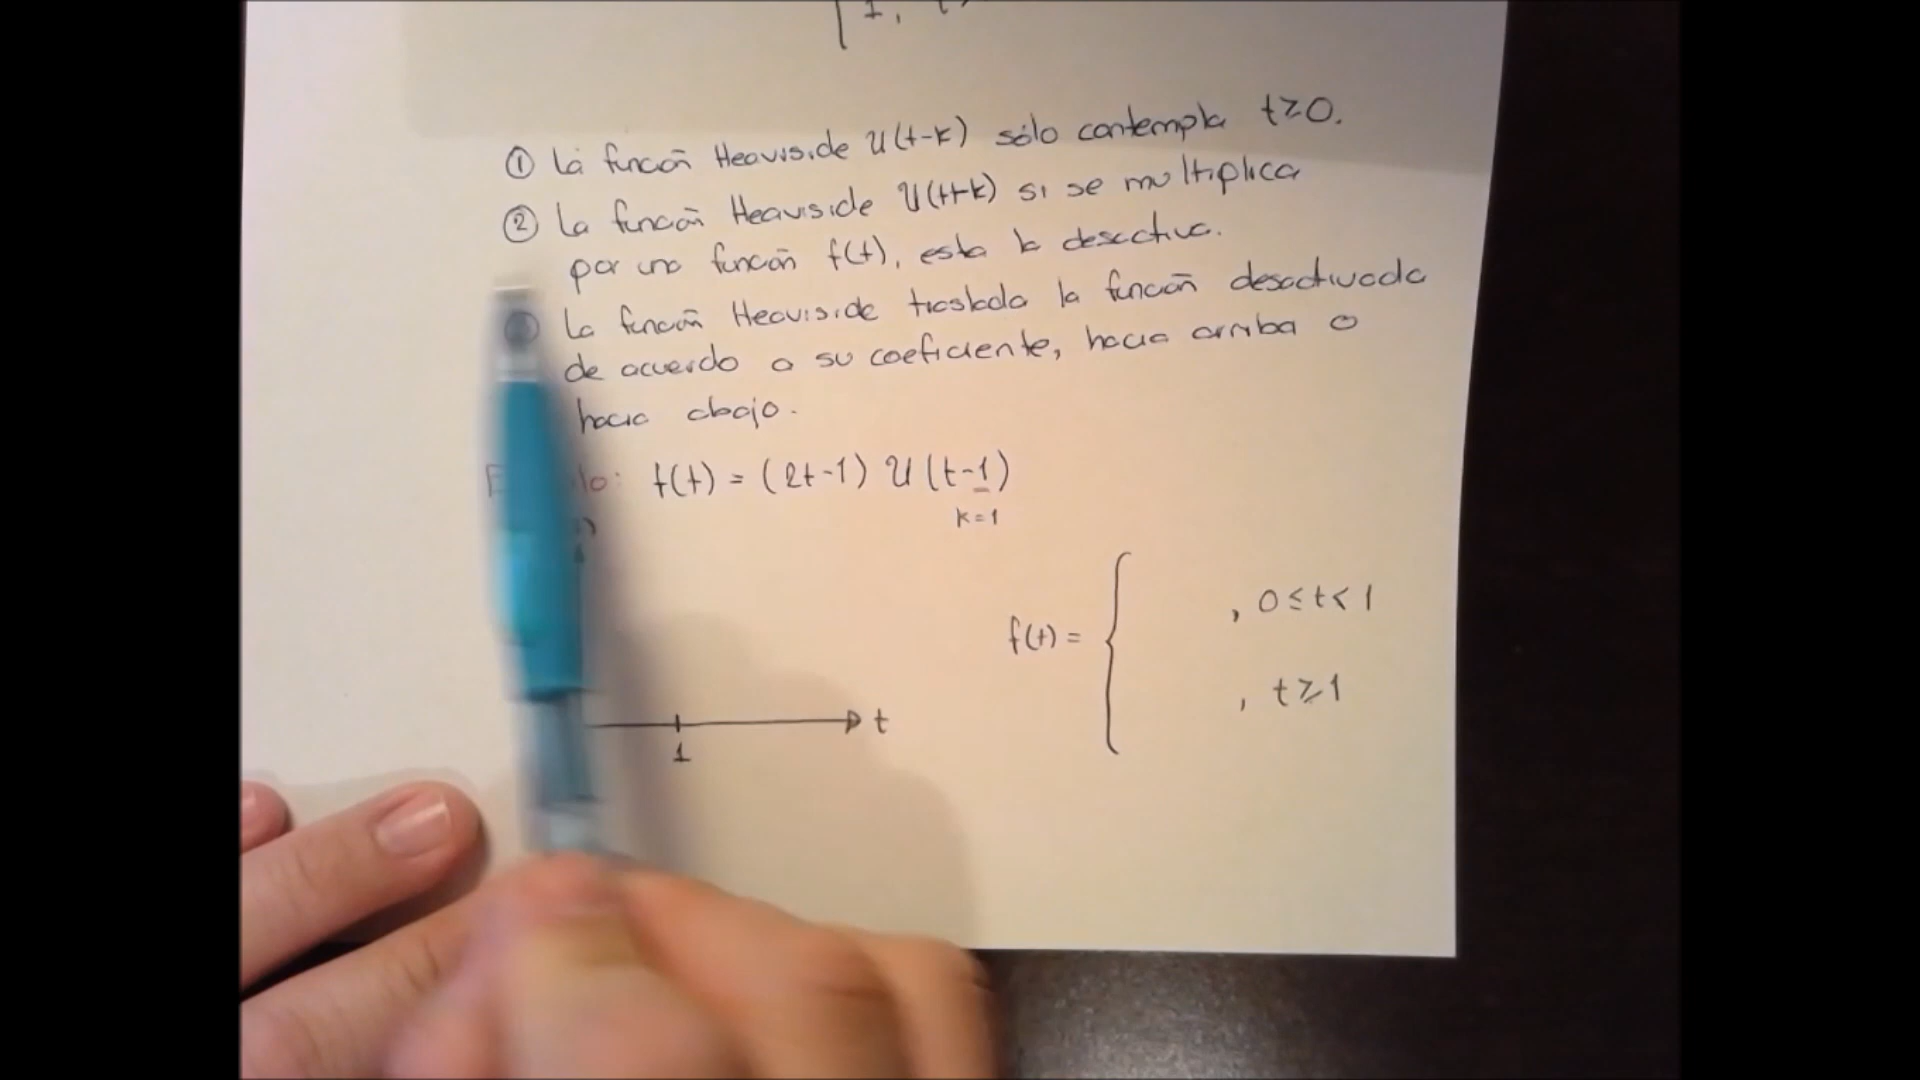 1, t
① La función Heaviside U(t-k) sólo contempla t≥0.
② La función Heaviside U(t-k) si se multiplica
por una función f(t), esta la desactiva.
La función Heaviside traslada la función desactivada
de acuerdo a su coeficiente, hacia arriba o
hacia abajo.
lo: f(t) = (2t-1) U(t-1)
k=1
f(t) = {
, 0≤t<1
, t≥1
t
1